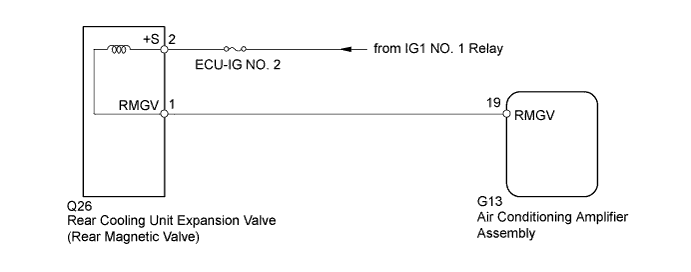 +S 2
from IG1 NO. 1 Relay
ECU-IG NO. 2
RMGV 1
19
RMGV
Q26
Rear Cooling Unit Expansion Valve
(Rear Magnetic Valve)
G13
Air Conditioning Amplifier
Assembly